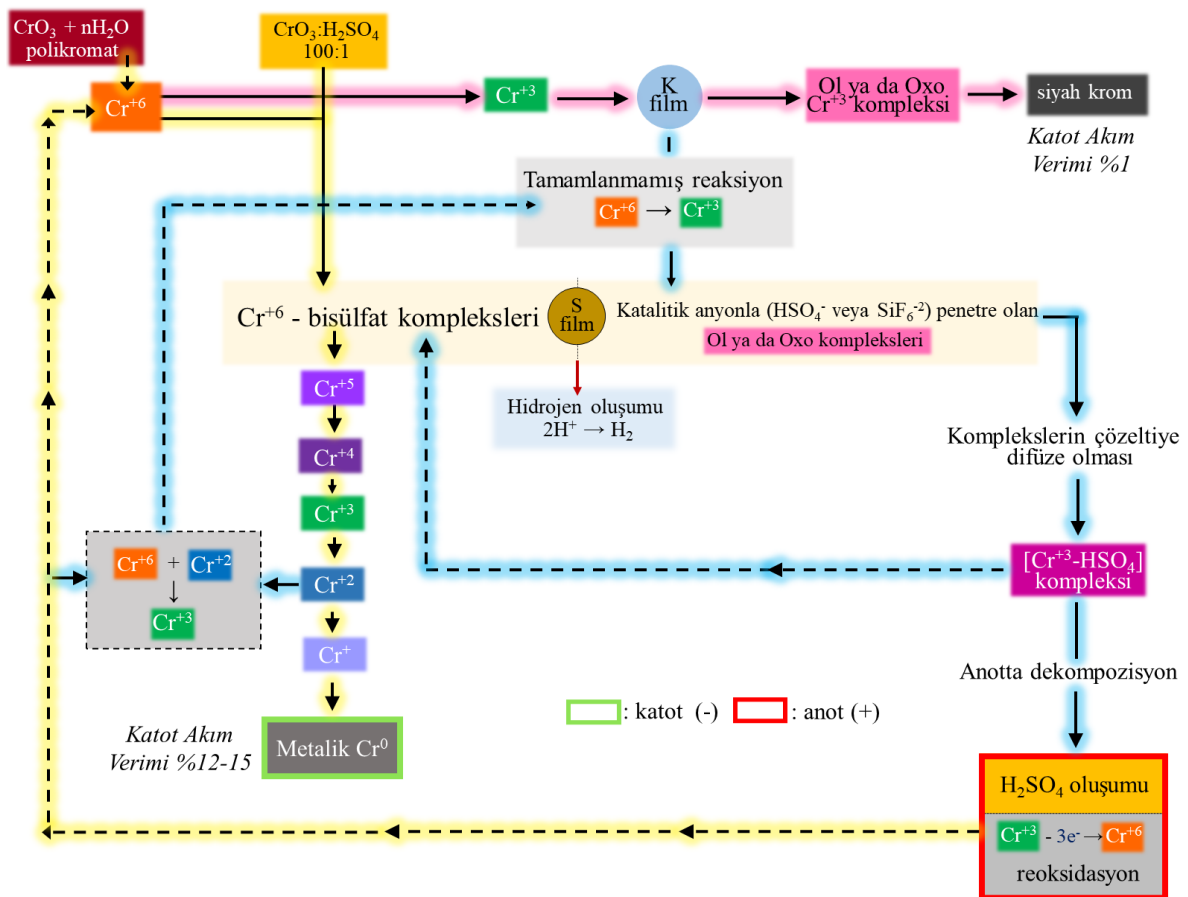 CrO₃ + nH₂O
polikromat
CrO₃:H₂SO₄
100:1
Cr⁺⁶
Cr⁺³
K
film
Ol ya da Oxo
Cr⁺³ kompleksi
siyah krom
Katot Akım
Verimi %1
Tamamlanmamış reaksiyon
Cr⁺⁶ → Cr⁺³
Cr⁺⁶ - bisülfat kompleksleri
S
film
Katalitik anyonla (HSO₄⁻ veya SiF₆⁻²) penetre olan
Ol ya da Oxo kompleksleri
Cr⁺⁵
Hidrojen oluşumu
2H⁺ → H₂
Cr⁺⁴
Komplekslerin çözeltiye
difüze olması
Cr⁺³
Cr⁺⁶ + Cr⁺²
↓
Cr⁺³
Cr⁺²
[Cr⁺³-HSO₄]
kompleksi
Cr⁺
Anotta dekompozisyon
: katot (-)
: anot (+)
Katot Akım
Verimi %12-15
Metalik Cr⁰
H₂SO₄ oluşumu
Cr⁺³ - 3e⁻ → Cr⁺⁶
reoksidasyon